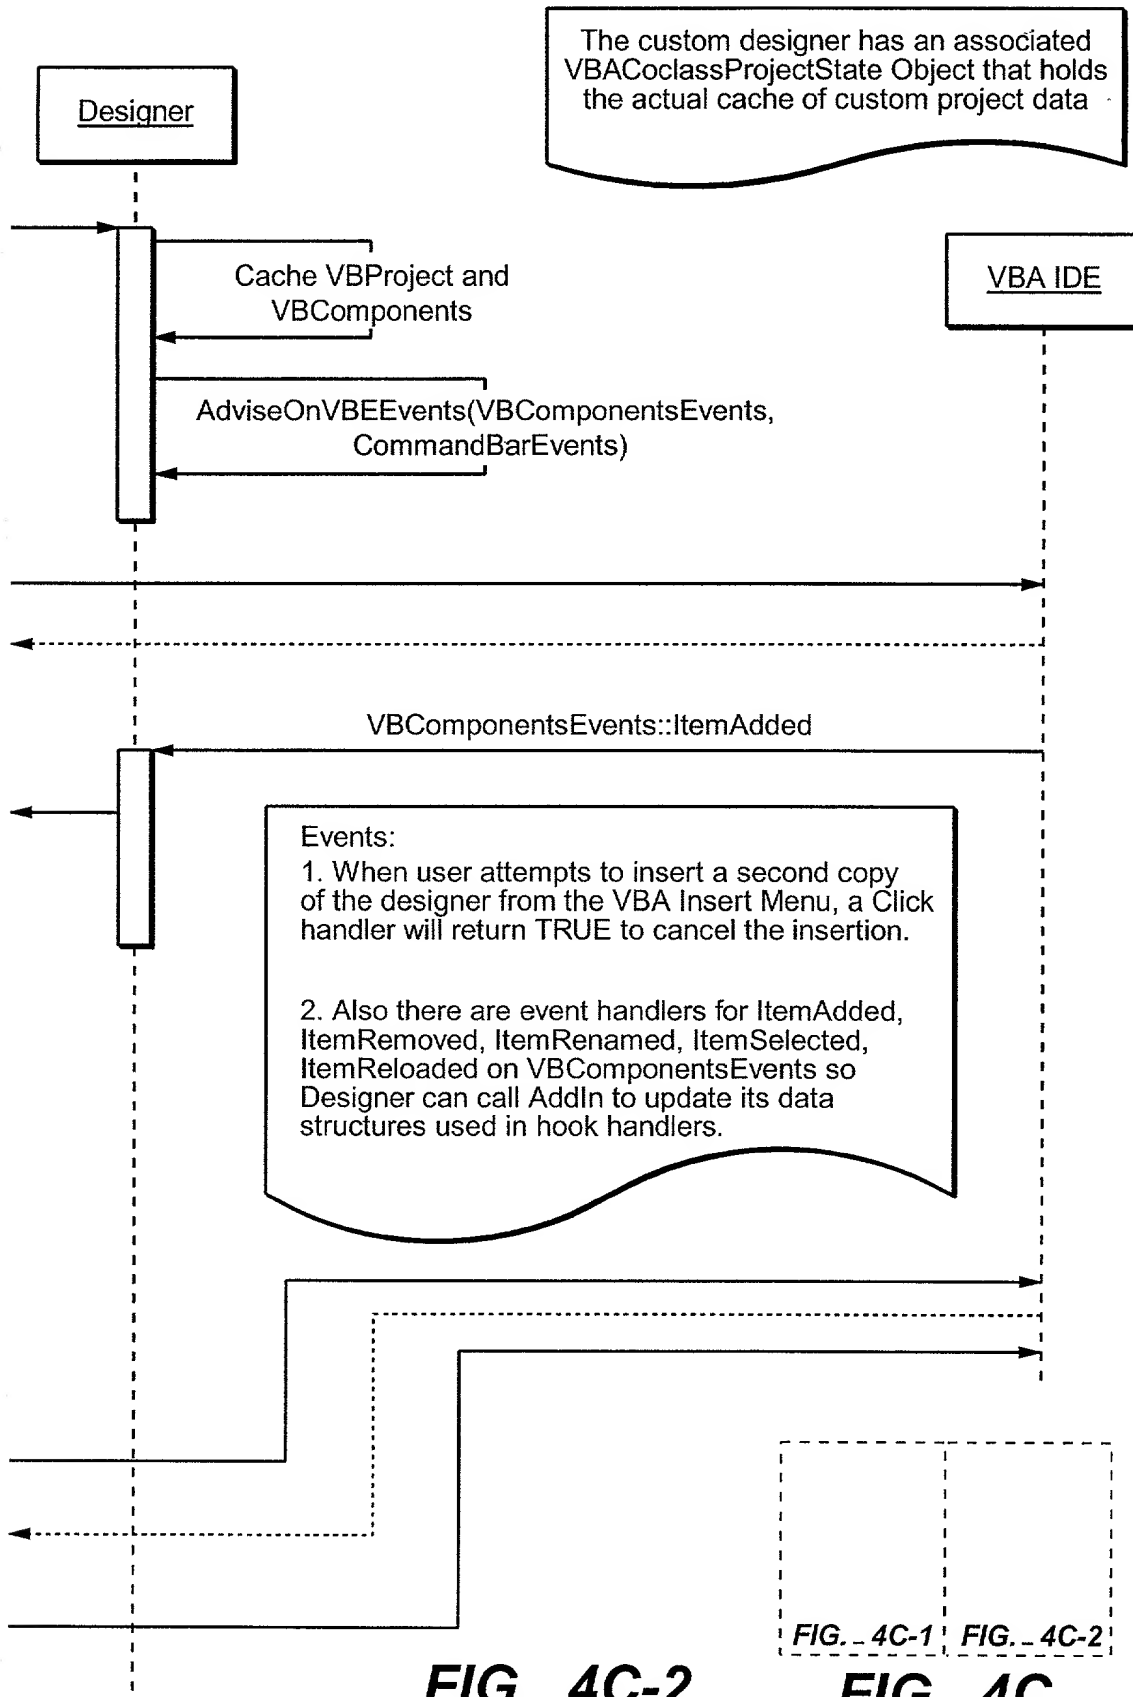 The custom designer has an associated
VBACoclassProjectState Object that holds
the actual cache of custom project data
Designer
Cache VBProject and
VBComponents
VBA IDE
AdviseOnVBEEvents(VBComponentsEvents,
CommandBarEvents)
VBComponentsEvents::ItemAdded
Events:
1. When user attempts to insert a second copy
of the designer from the VBA Insert Menu, a Click
handler will return TRUE to cancel the insertion.
2. Also there are event handlers for ItemAdded,
ItemRemoved, ItemRenamed, ItemSelected,
ItemReloaded on VBComponentsEvents so
Designer can call AddIn to update its data
structures used in hook handlers.
FIG._ 4C-1
FIG._ 4C-2
FIG._ 4C-2
FIG._ 4C